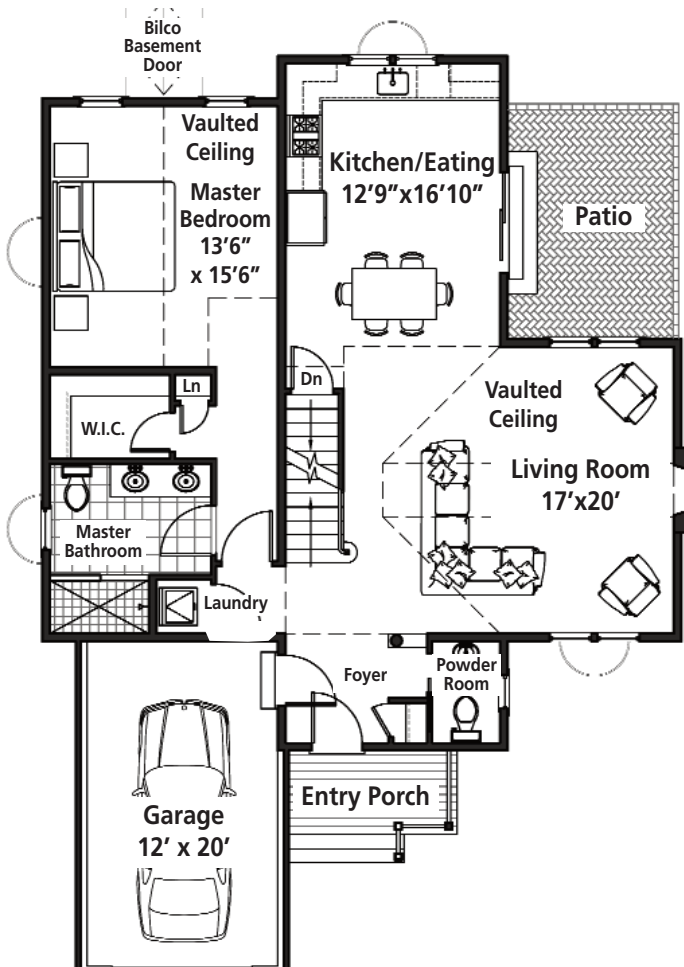 Bilco
Basement
Door
Vaulted
Ceiling
Master
Bedroom
13’6”
x 15’6”
Kitchen/Eating
12’9”x16’10”
Patio
Ln
W.I.C.
Dn
Vaulted
Ceiling
Living Room
17’x20’
Master
Bathroom
Laundry
Foyer
Powder
Room
Entry Porch
Garage
12’ x 20’